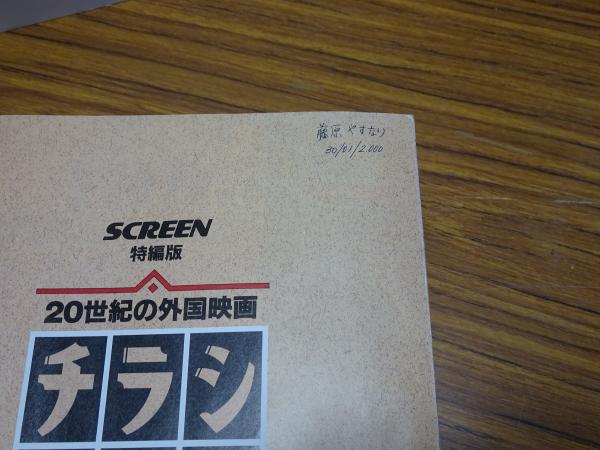 藤原 やすなり
30/01/2.000
SCREEN
特編版
20世紀の外国映画
チラシ